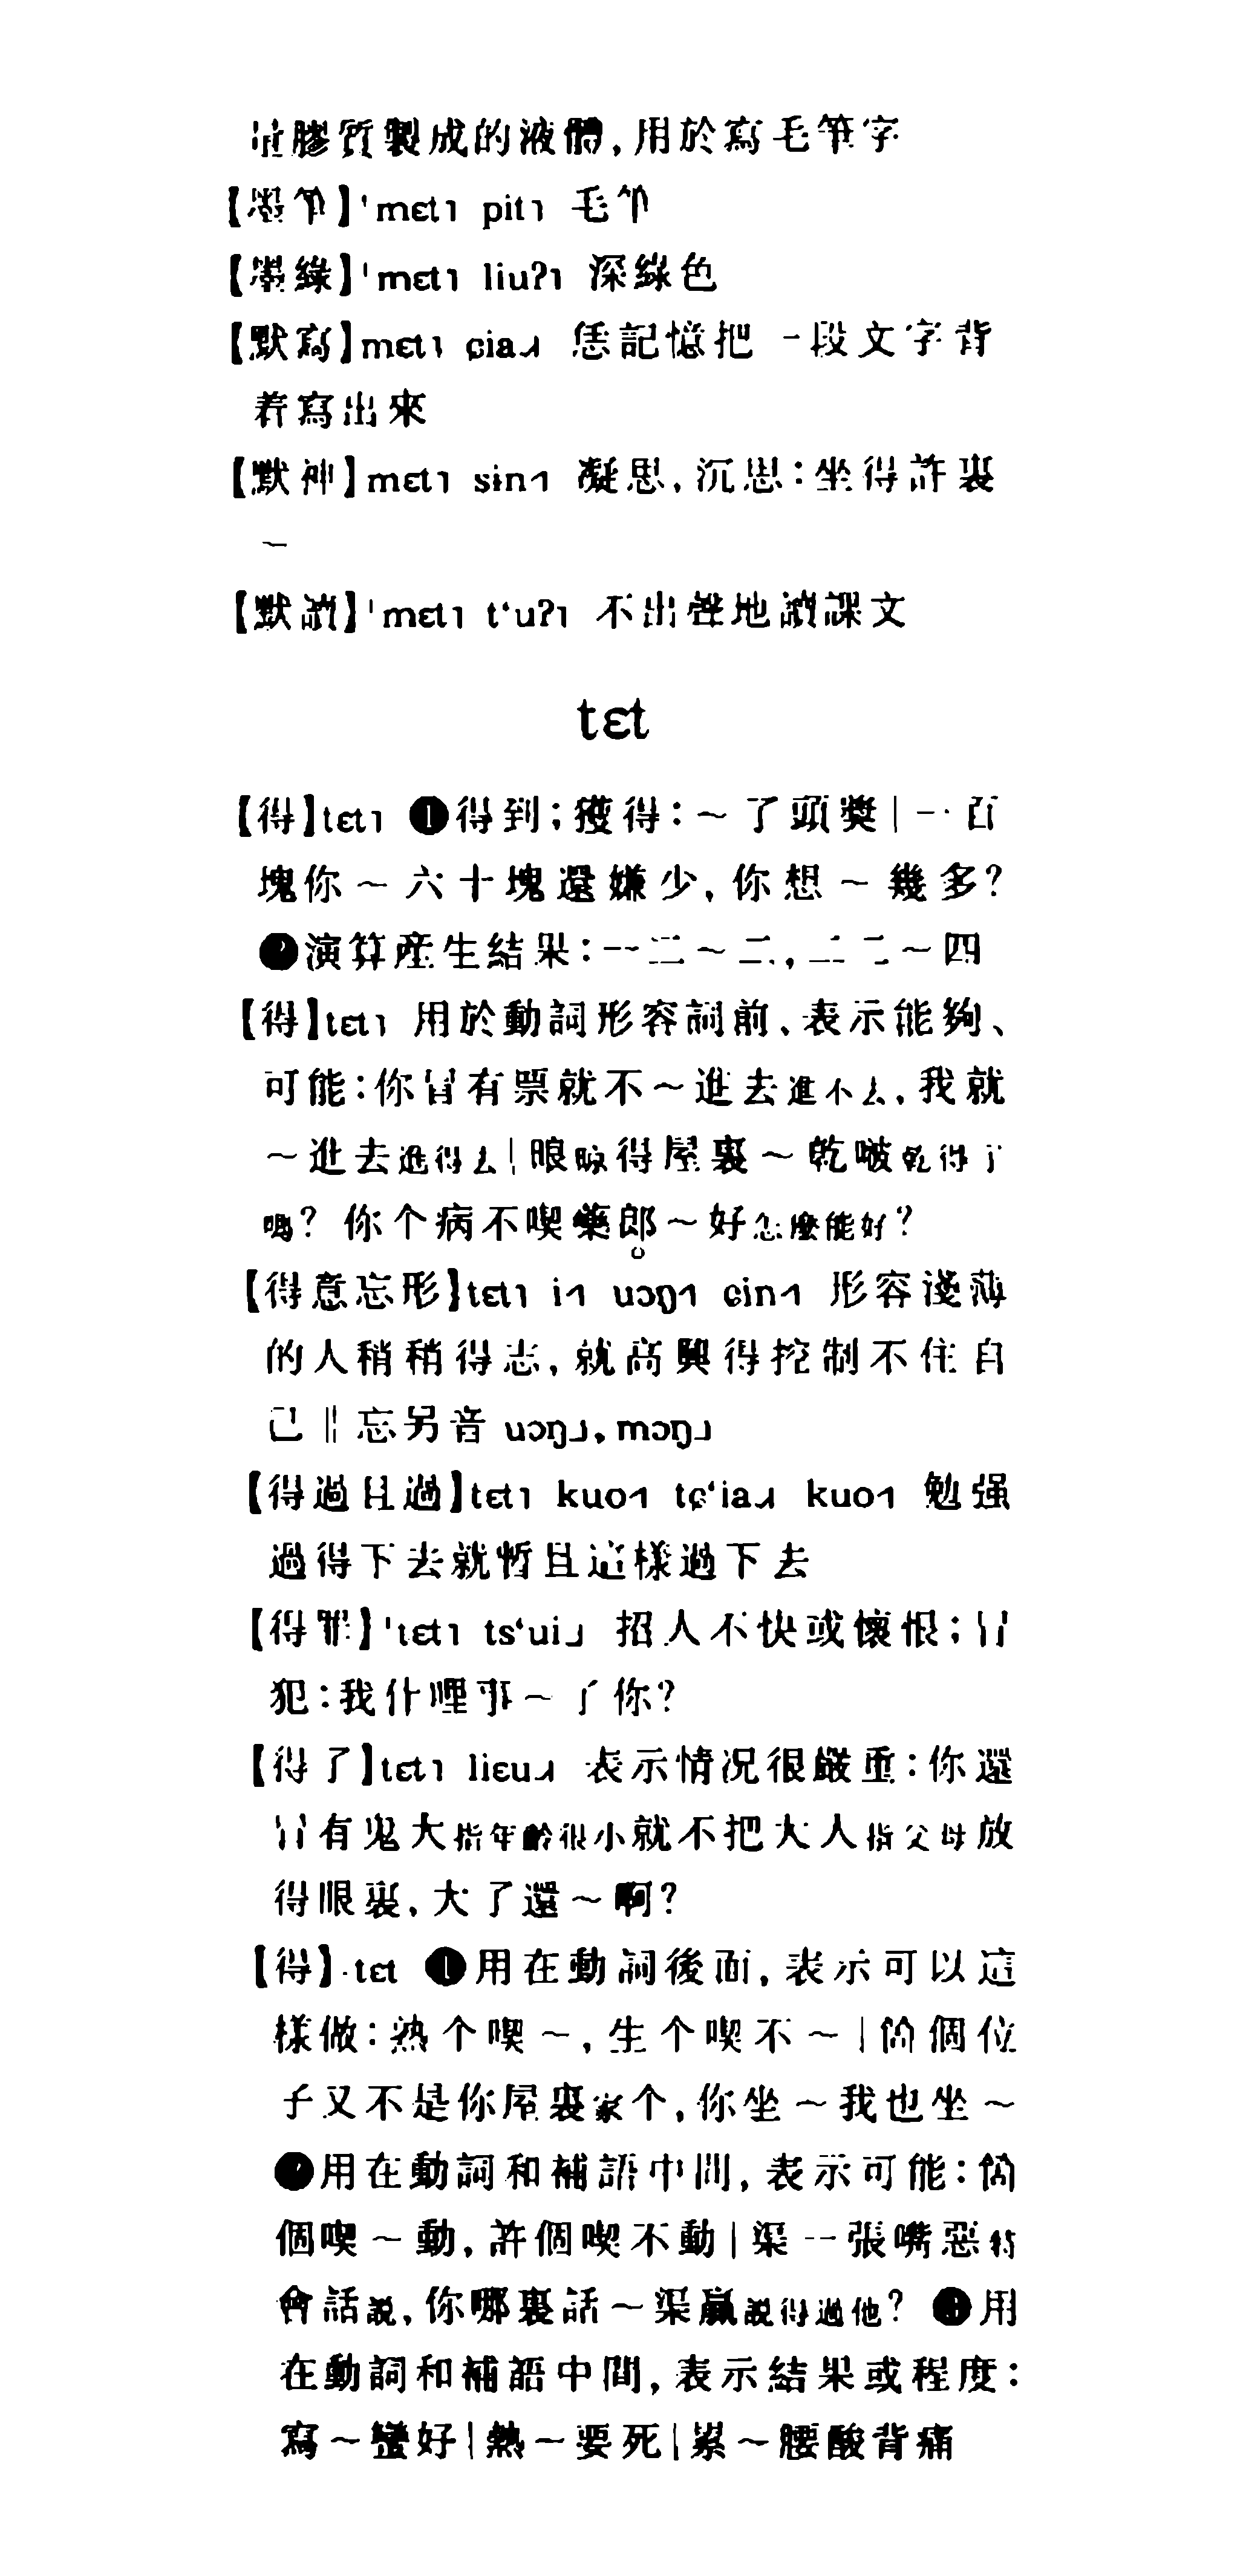 量膠質製成的液體,用於寫毛筆字
【墨筆】'mɛt˥ pit˥ 毛筆
【墨綠】'mɛt˥ liuʔ˥ 深綠色
【默寫】mɛt˥ ɕia˩˧ 恁記憶把一段文字背
着寫出來
【默神】mɛt˥ sin˧˥ 凝思,沉思:坐得許裏
~
【默讀】'mɛt˥ t‘uʔ˥ 不出聲地讀課文
tɛt
【得】tɛt˥ ❶得到;獲得:~了頭獎|一百
塊你~六十塊還嫌少,你想~幾多?
❷演算產生結果:一二~二,二二~四
【得】tɛt˥ 用於動詞形容詞前、表示能夠、
可能:你冒有票就不~進去進不去,我就
~進去進得去|晾晾得屋裏~乾啵乾得了
嗎? 你个病不喫藥郎~好怎麼能好?
【得意忘形】tɛt˥ i˧˥ uɔŋ˧˥ ɕin˧˥ 形容淺薄
的人稍稍得志,就高興得控制不住自
己‖忘另音 uɔŋ˩,mɔŋ˩
【得過且過】tɛt˥ kuo˧˥ tɕ‘ia˩˧ kuo˧˥ 勉强
過得下去就暫且這樣過下去
【得罪】'tɛt˥ ts‘ui˩ 招人不快或懷恨;冒
犯:我什哩事~了你?
【得了】tɛt˥ liɛu˩˧ 表示情况很嚴重:你還
冒有鬼大指年齡很小就不把大人指父母放
得眼裏,大了還~啊?
【得】·tɛt ❶用在動詞後面,表示可以這
樣做:熟个喫~,生个喫不~|箇個位
子又不是你屋裏家个,你坐~我也坐~
❷用在動詞和補語中間,表示可能:箇
個喫~動,許個喫不動|渠一張嘴惡特
會話説,你哪裏話~渠贏説得過他? ❸用
在動詞和補語中間,表示結果或程度:
寫~蠻好|熱~要死|累~腰酸背痛